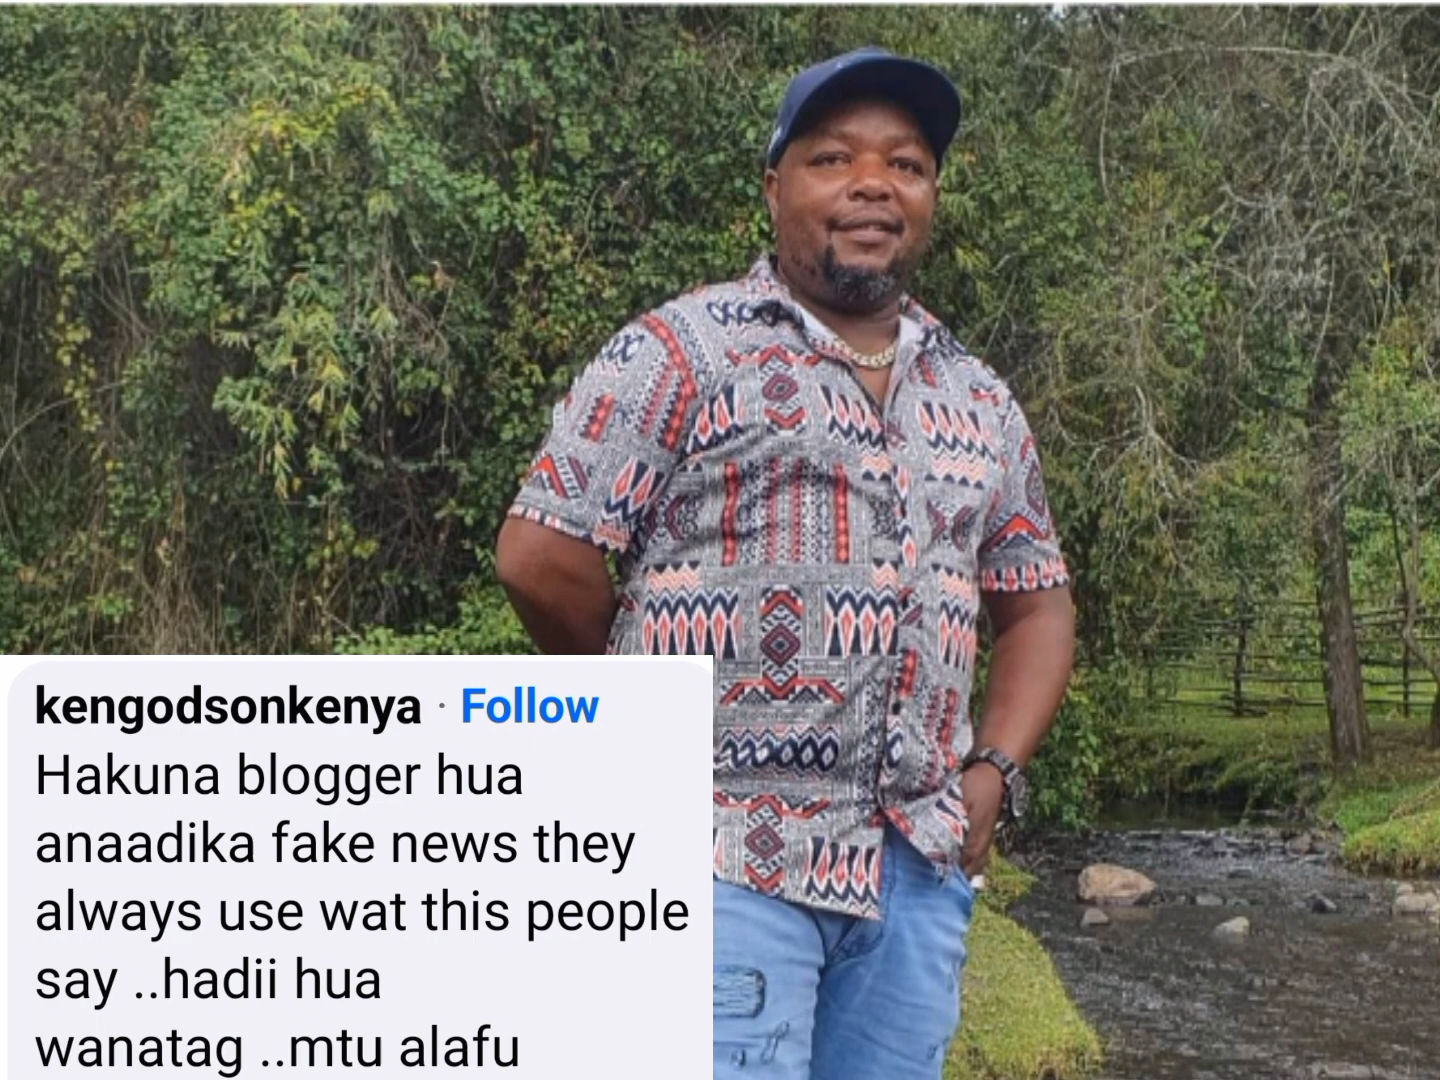 kengodsonkenya · Follow
Hakuna blogger hua
anaadika fake news they
always use wat this people
say ..hadii hua
wanatag ..mtu alafu